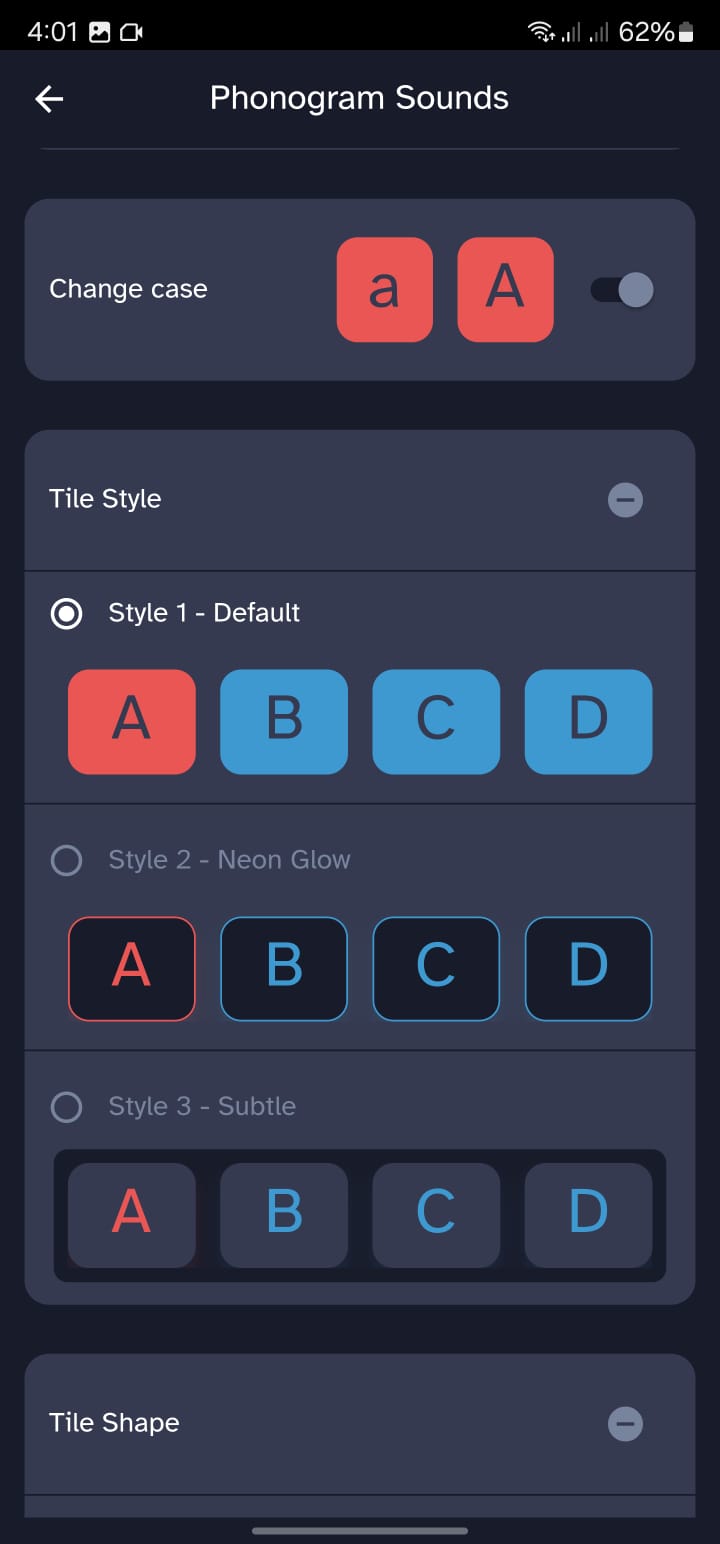 4:01 62%
Phonogram Sounds
Change case a A
Tile Style
Style 1 - Default
A B C D
Style 2 - Neon Glow
A B C D
Style 3 - Subtle
A B C D
Tile Shape